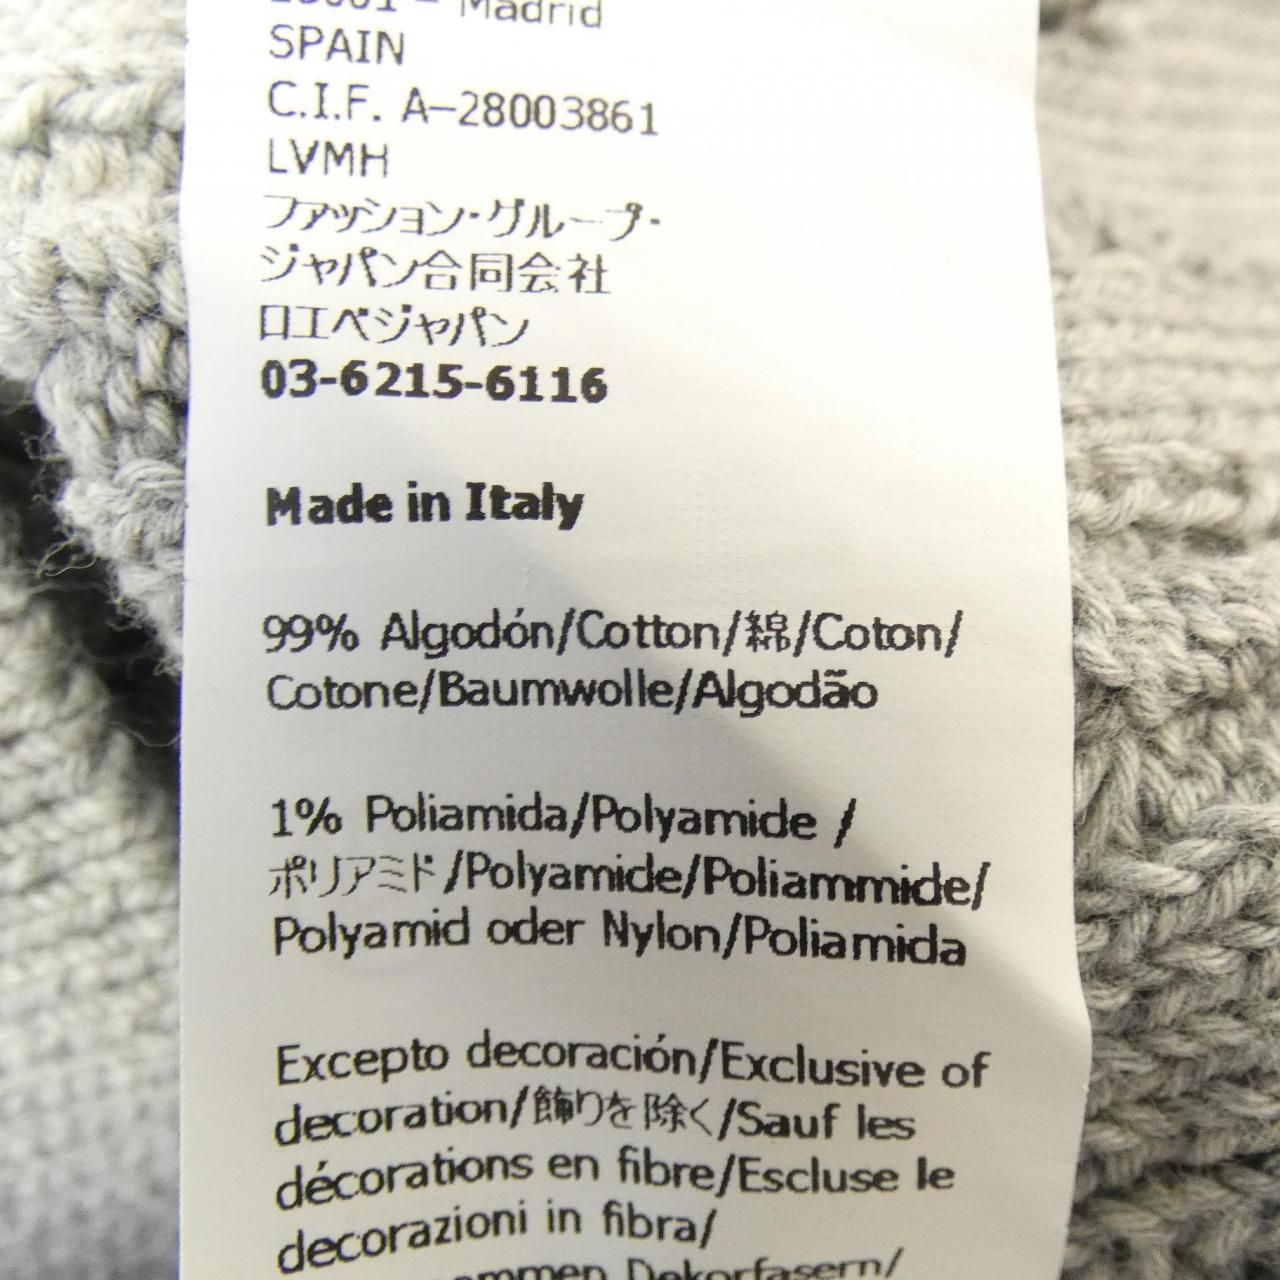 – Madrid
SPAIN
C.I.F. A–28003861
LVMH
ファッション・グループ・
ジャパン合同会社
ロエベジャパン
03-6215-6116
Made in Italy
99% Algodón/Cotton/綿/Coton/
Cotone/Baumwolle/Algodão
1% Poliamida/Polyamide /
ポリアミド/Polyamide/Poliammide/
Polyamid oder Nylon/Poliamida
Excepto decoración/Exclusive of
decoration/飾りを除く/Sauf les
décorations en fibre/Escluse le
decorazioni in fibra/
Dekorfasern/